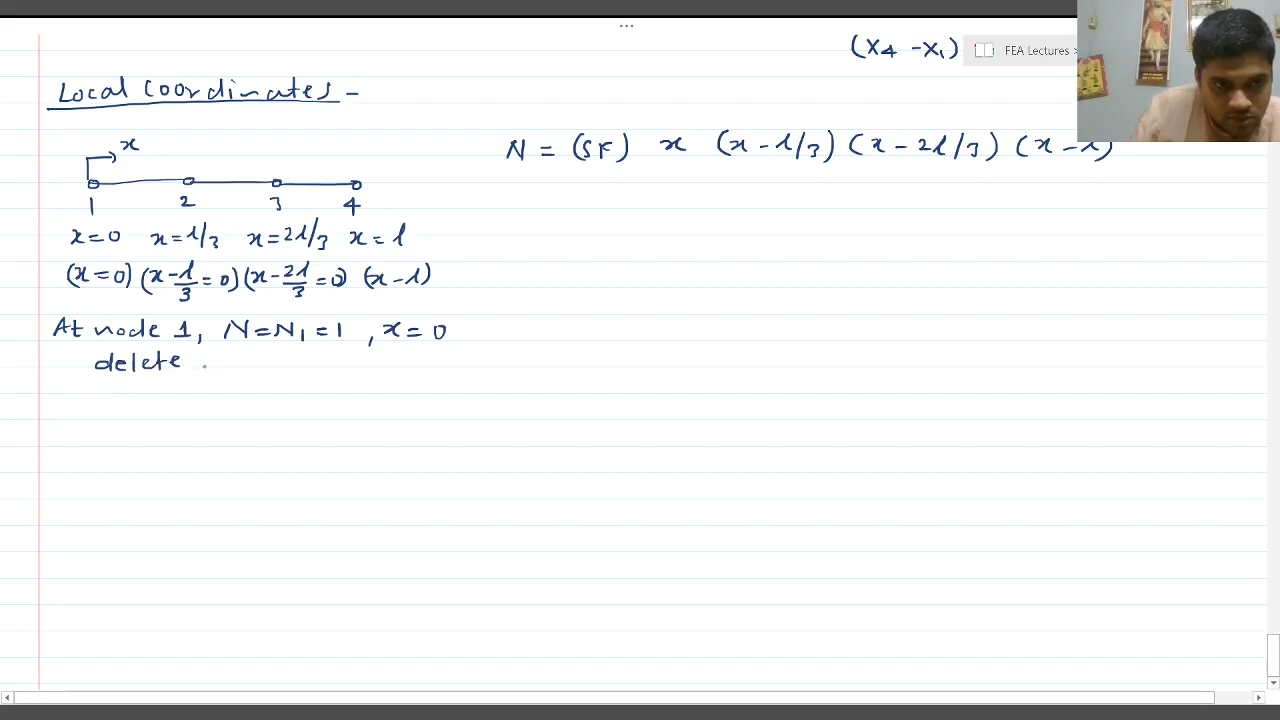 (x4 -x1)
FEA Lectures >
Local Coordinates -
x
N = (SF) x (x - l/3) (x - 2l/3) (x - l)
1 2 3 4
x=0 x=l/3 x=2l/3 x=l
(x=0) (x-l/3=0) (x-2l/3=0) (x-l)
At node 1, N=N1=1 , x=0
delete